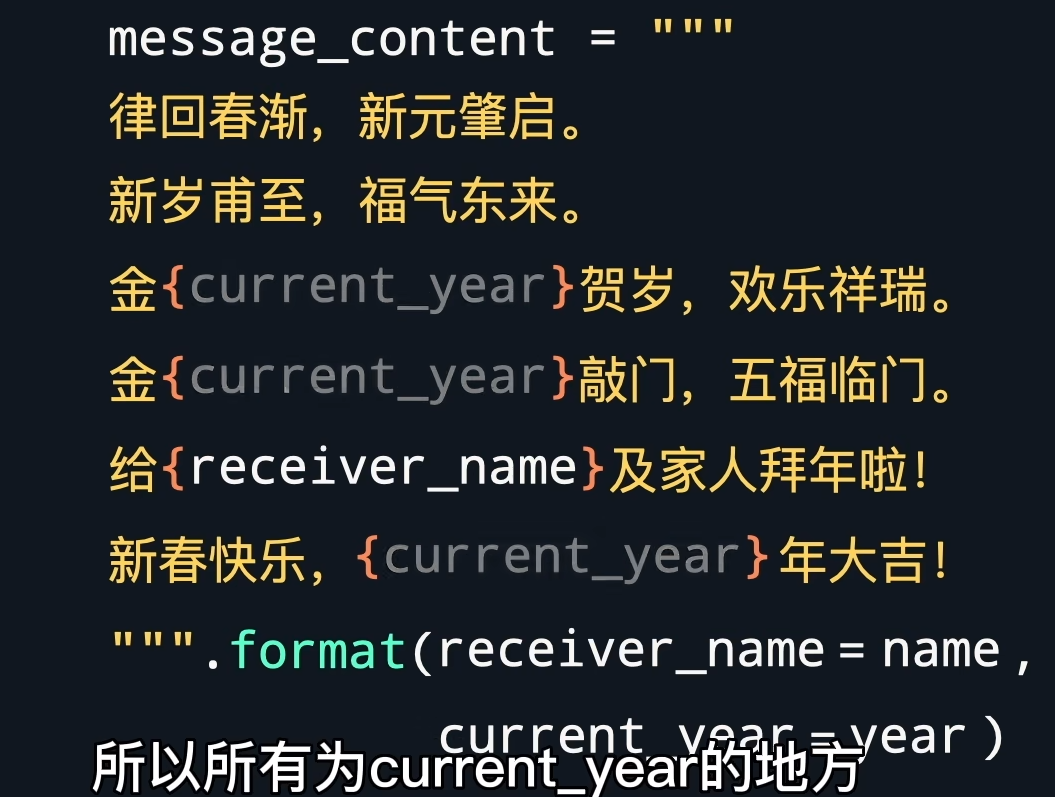 message_content = """
律回春渐，新元肇启。
新岁甫至，福气东来。
金{current_year}贺岁，欢乐祥瑞。
金{current_year}敲门，五福临门。
给{receiver_name}及家人拜年啦！
新春快乐，{current_year}年大吉！
""".format(receiver_name = name,
current_year = year )
所以所有为current_year的地方